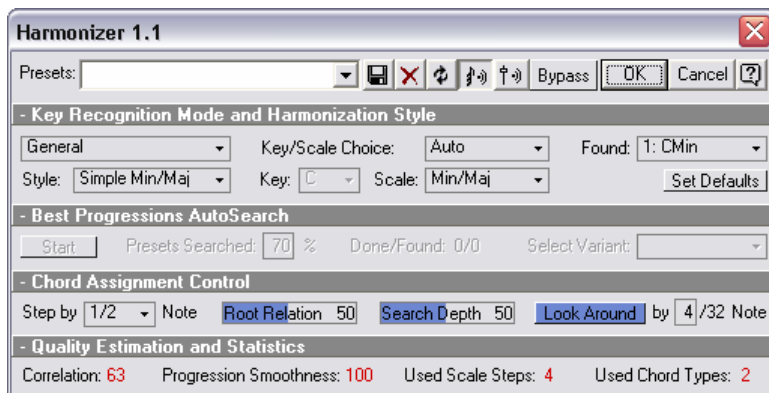 Harmonizer 1.1
Presets: Bypass OK Cancel
- Key Recognition Mode and Harmonization Style
General Key/Scale Choice: Auto Found: 1: CMin
Style: Simple Min/Maj Key: C Scale: Min/Maj Set Defaults
- Best Progressions AutoSearch
Start Presets Searched: 70 % Done/Found: 0/0 Select Variant:
- Chord Assignment Control
Step by 1/2 Note Root Relation 50 Search Depth 50 Look Around by 4 /32 Note
- Quality Estimation and Statistics
Correlation: 63 Progression Smoothness: 100 Used Scale Steps: 4 Used Chord Types: 2